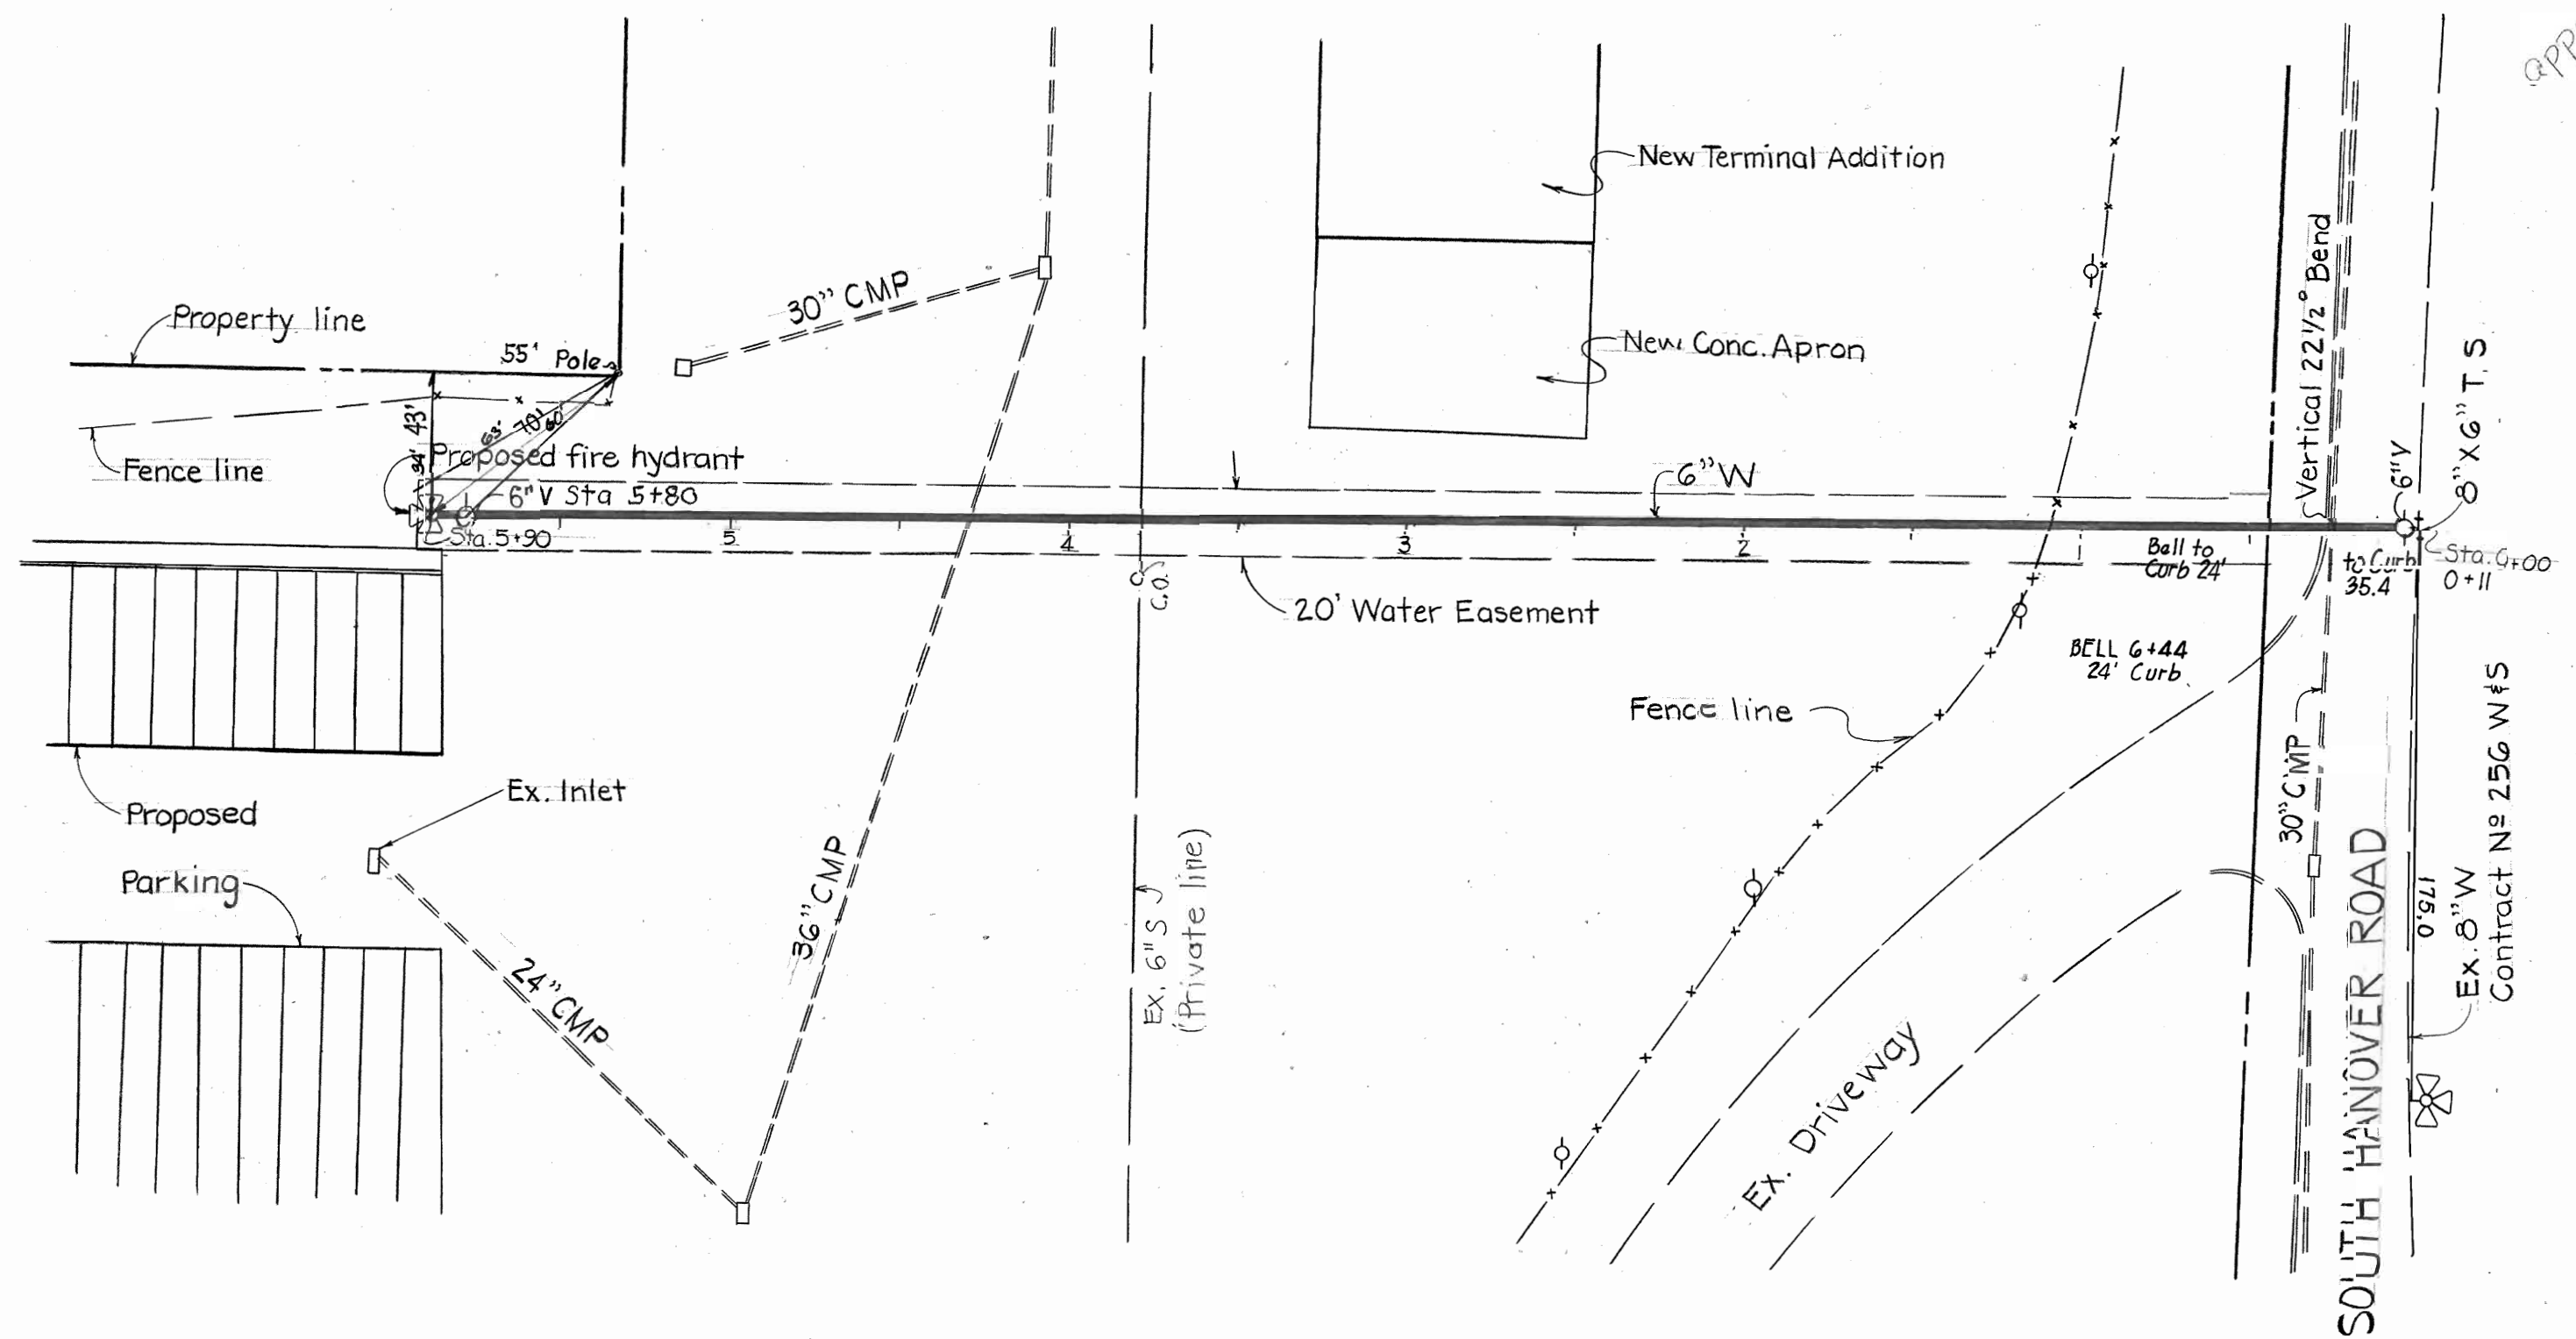 app
New Terminal Addition
Property line
30" CMP
55' Pole
New Conc. Apron
Vertical 22 1/2° Bend
8" X 6" T. S
43'
63'
70'
60'
34'
Fence line
Proposed fire hydrant
6" V Sta 5+80
6" W
6" V
Sta. 5+90
5
4
3
2
Bell to
Curb 24'
to Curb
35.4
Sta. 0+00
0+11
C.O.
20' Water Easement
BELL 6+44
24' Curb
Fence line
Proposed
Ex. Inlet
Parking
36" CMP
24" CMP
Ex. 6" S
(Private line)
30" CMP
Ex. Driveway
SOUTH HANOVER ROAD
175.0
Ex. 8" W
Contract Nº 256 W&S